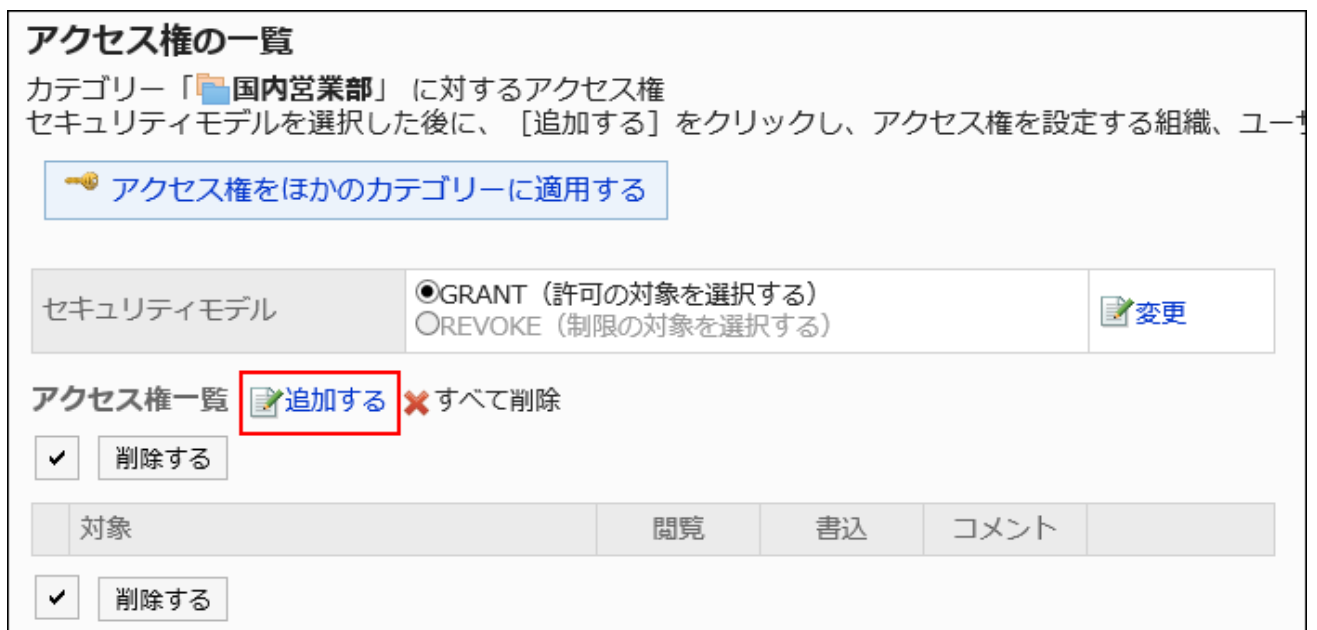 アクセス権の一覧
カテゴリー「国内営業部」 に対するアクセス権
セキュリティモデルを選択した後に、 [追加する] をクリックし、アクセス権を設定する組織、ユー
アクセス権をほかのカテゴリーに適用する
セキュリティモデル
GRANT（許可の対象を選択する）
REVOKE（制限の対象を選択する）
変更
アクセス権一覧 追加する すべて削除
削除する
対象 閲覧 書込 コメント
削除する